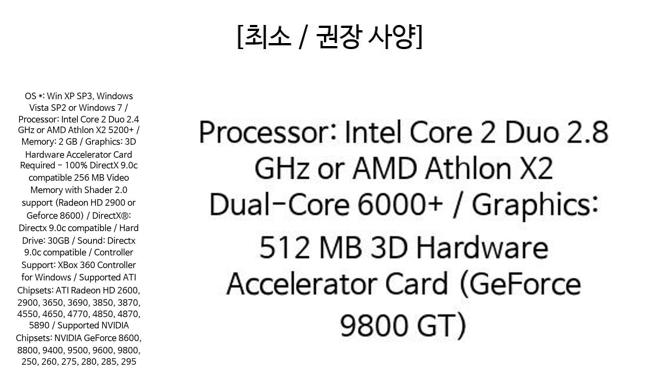 [최소 / 권장 사양]
OS *: Win XP SP3, Windows
Vista SP2 or Windows 7 /
Processor: Intel Core 2 Duo 2.4
GHz or AMD Athlon X2 5200+ /
Memory: 2 GB / Graphics: 3D
Hardware Accelerator Card
Required – 100% DirectX 9.0c
compatible 256 MB Video
Memory with Shader 2.0
support (Radeon HD 2900 or
Geforce 8600) / DirectX®:
Directx 9.0c compatible / Hard
Drive: 30GB / Sound: Directx
9.0c compatible / Controller
Support: XBox 360 Controller
for Windows / Supported ATI
Chipsets: ATI Radeon HD 2600,
2900, 3650, 3690, 3850, 3870,
4550, 4650, 4770, 4850, 4870,
5890 / Supported NVIDIA
Chipsets: NVIDIA GeForce 8600,
8800, 9400, 9500, 9600, 9800,
250, 260, 275, 280, 285, 295
Processor: Intel Core 2 Duo 2.8
GHz or AMD Athlon X2
Dual-Core 6000+ / Graphics:
512 MB 3D Hardware
Accelerator Card (GeForce
9800 GT)